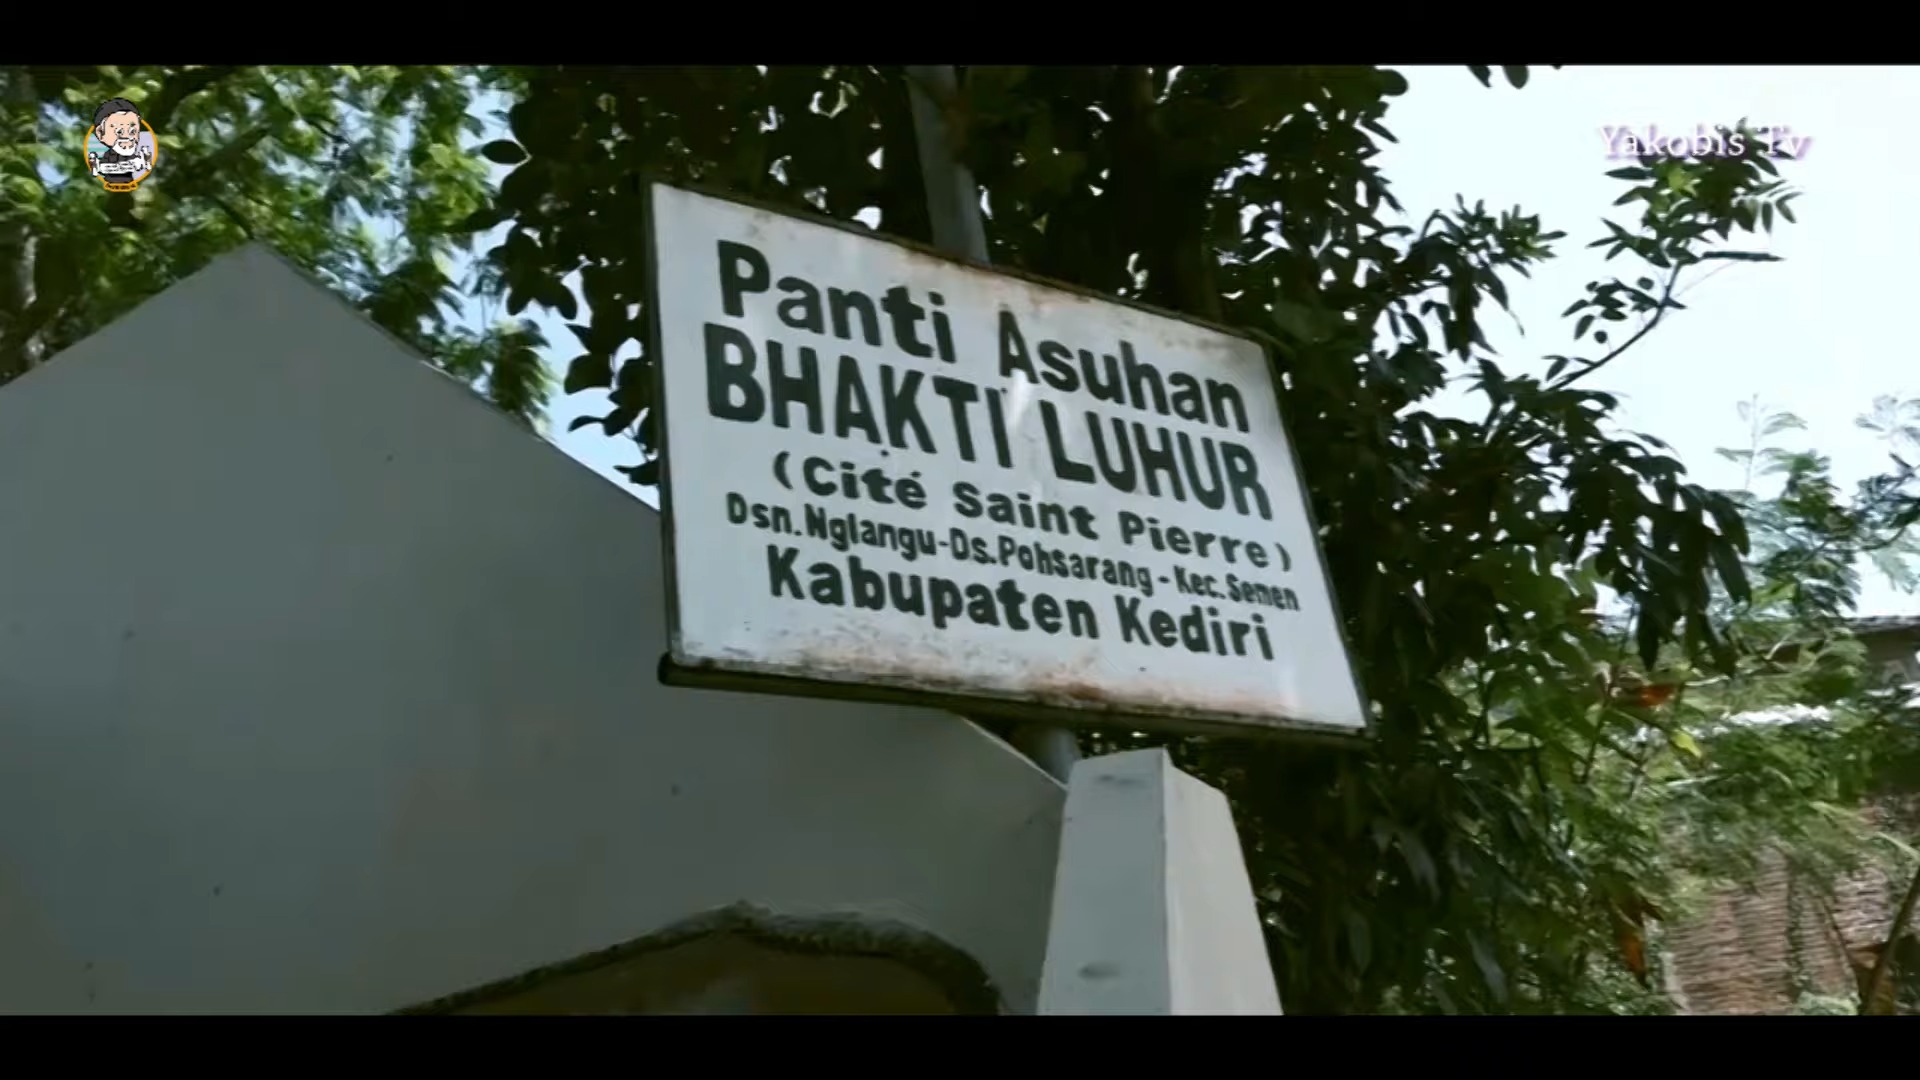 Yakobis Tv
Panti Asuhan
BHAKTI LUHUR
(Cité Saint Pierre)
Dsn.Nglangu-Ds.Pohsarang-Kec.Semen
Kabupaten Kediri